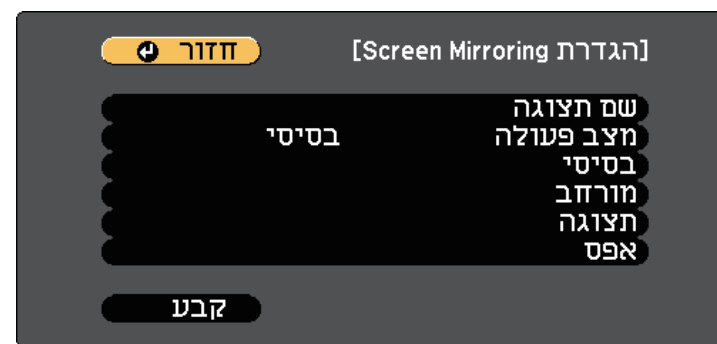 [הגדרת Screen Mirroring]
חזור
שם תצוגה
מצב פעולה בסיסי
בסיסי
מורחב
תצוגה
אפס
קבע